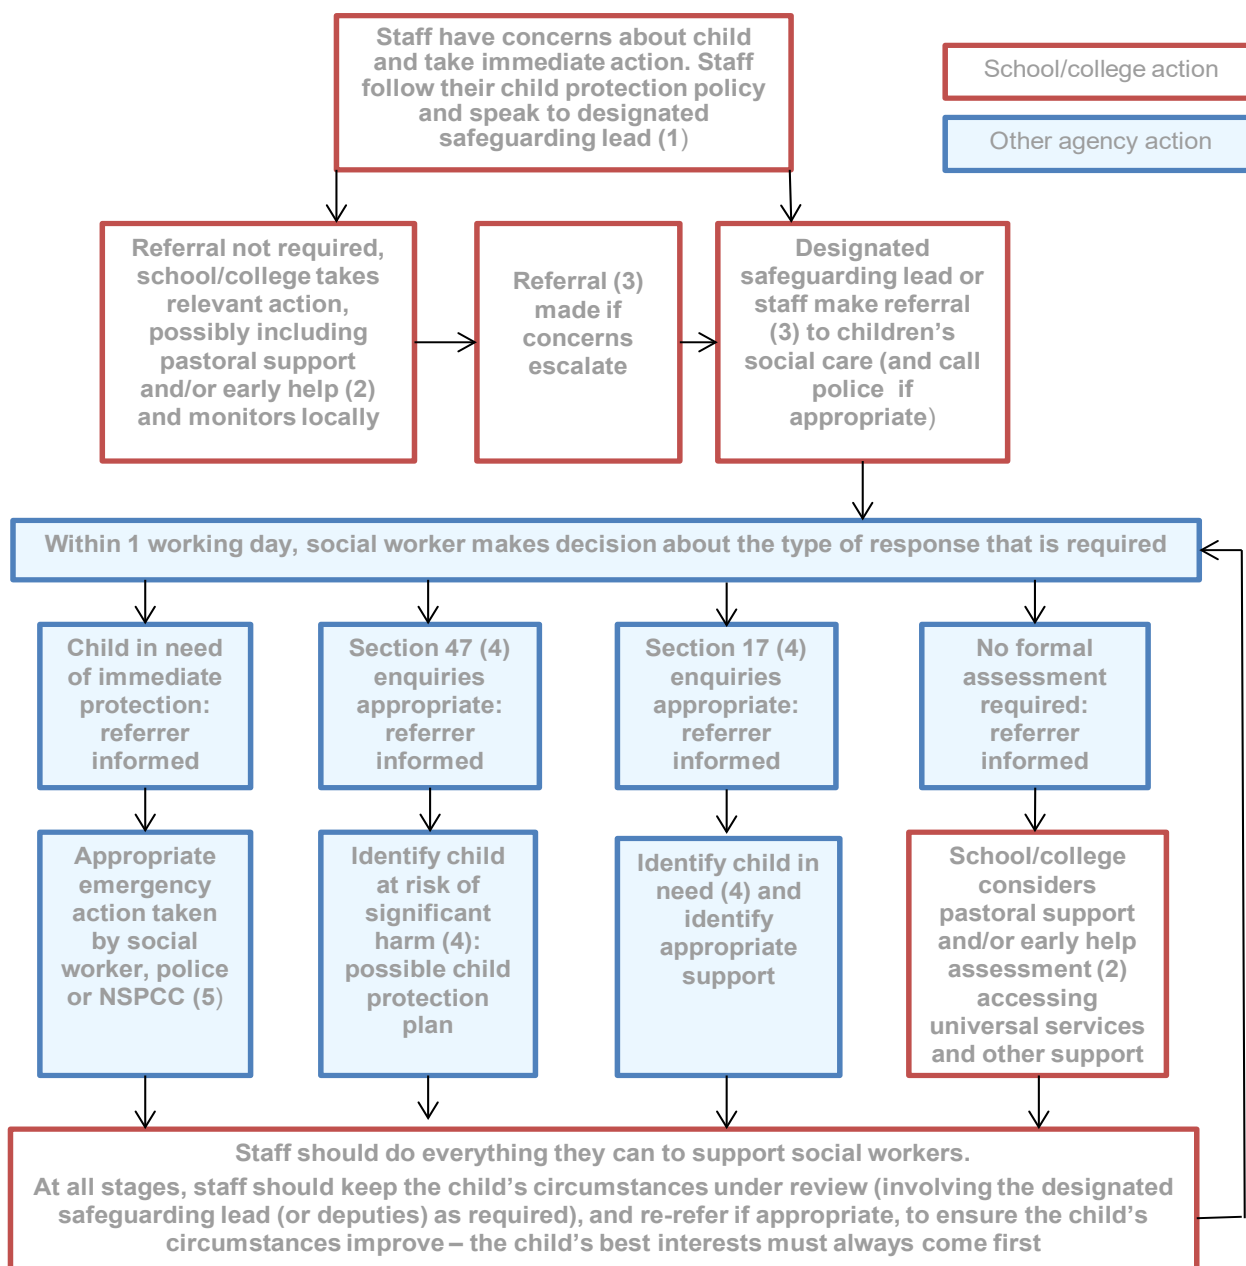 Staff have concerns about child
and take immediate action. Staff
follow their child protection policy
and speak to designated
safeguarding lead (1)
School/college action
Other agency action
Referral not required,
school/college takes
relevant action,
possibly including
pastoral support
and/or early help (2)
and monitors locally
Referral (3)
made if
concerns
escalate
Designated
safeguarding lead or
staff make referral
(3) to children’s
social care (and call
police if
appropriate)
Within 1 working day, social worker makes decision about the type of response that is required
Child in need
of immediate
protection:
referrer
informed
Section 47 (4)
enquiries
appropriate:
referrer
informed
Section 17 (4)
enquiries
appropriate:
referrer
informed
No formal
assessment
required:
referrer
informed
Appropriate
emergency
action taken
by social
worker, police
or NSPCC (5)
Identify child
at risk of
significant
harm (4):
possible child
protection
plan
Identify child in
need (4) and
identify
appropriate
support
School/college
considers
pastoral support
and/or early help
assessment (2)
accessing
universal services
and other support
Staff should do everything they can to support social workers.
At all stages, staff should keep the child’s circumstances under review (involving the designated
safeguarding lead (or deputies) as required), and re-refer if appropriate, to ensure the child’s
circumstances improve – the child’s best interests must always come first